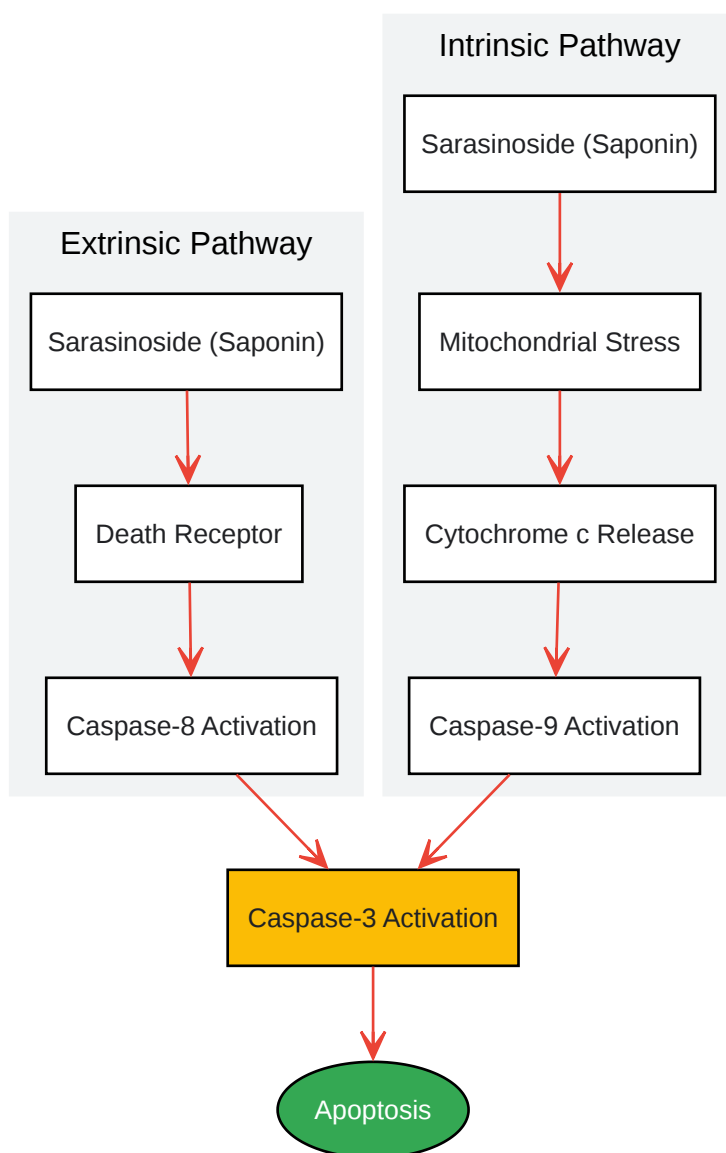 Intrinsic Pathway
Sarasinoside (Saponin)
Extrinsic Pathway
Sarasinoside (Saponin)
Mitochondrial Stress
Death Receptor
Cytochrome c Release
Caspase-8 Activation
Caspase-9 Activation
Caspase-3 Activation
Apoptosis